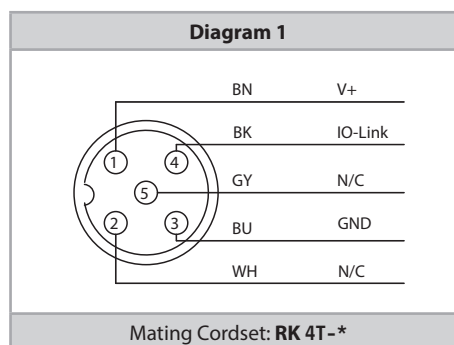 Diagram 1
BN V+
BK IO-Link
1 4
GY N/C
5
2 3
BU GND
WH N/C
Mating Cordset: RK 4T-*